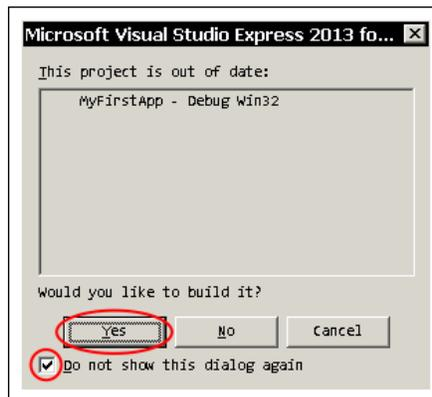 Microsoft Visual Studio Express 2013 fo...
This project is out of date:
MyFirstApp - Debug Win32
Would you like to build it?
Yes No Cancel
Do not show this dialog again